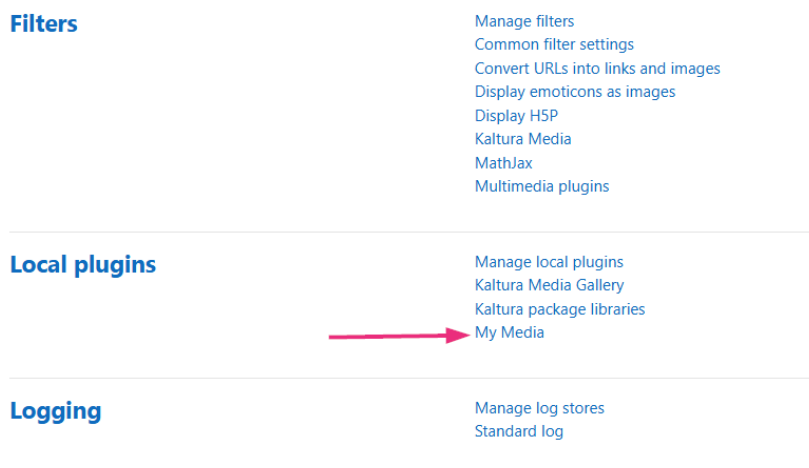 Filters
Manage filters
Common filter settings
Convert URLs into links and images
Display emoticons as images
Display H5P
Kaltura Media
MathJax
Multimedia plugins
Local plugins
Manage local plugins
Kaltura Media Gallery
Kaltura package libraries
My Media
Logging
Manage log stores
Standard log